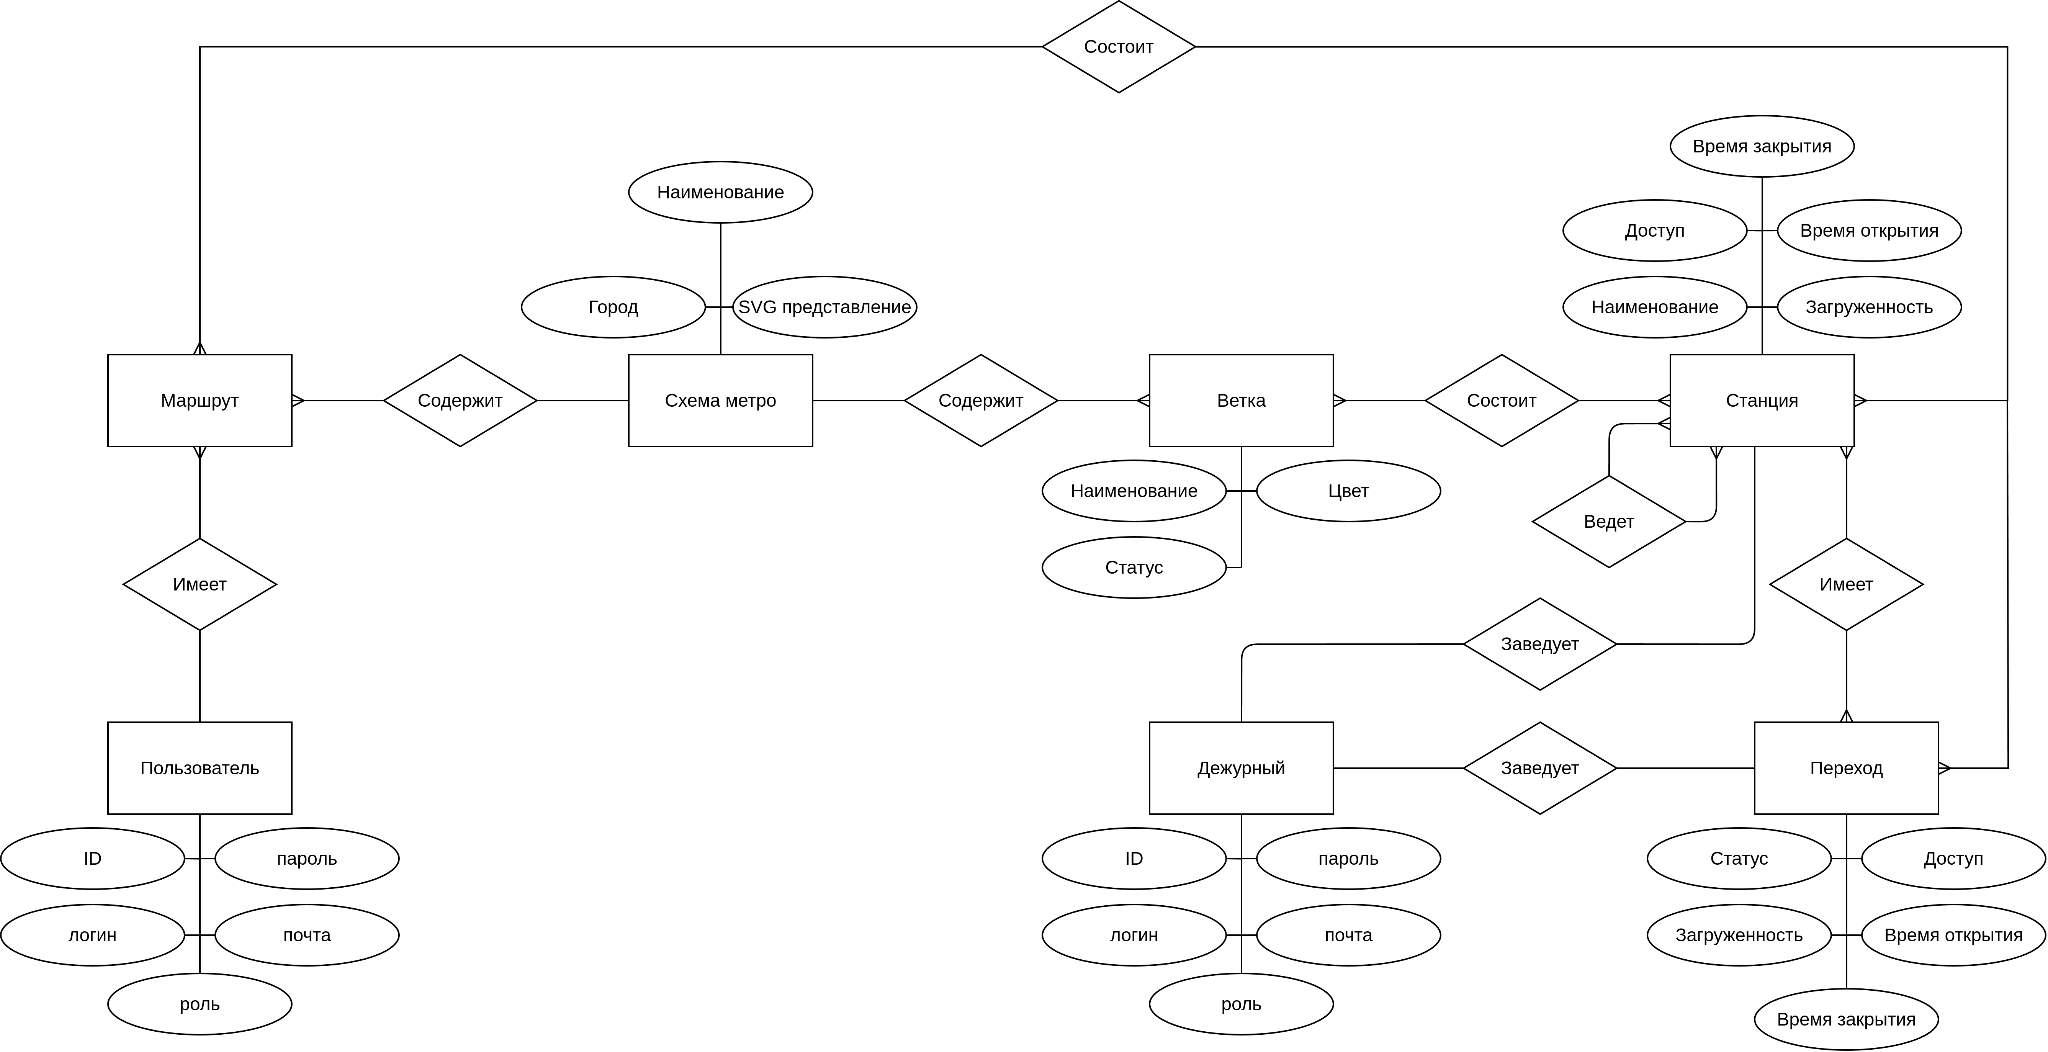 Состоит
Время закрытия
Наименование
Доступ
Время открытия
Город
SVG представление
Наименование
Загруженность
Маршрут
Содержит
Схема метро
Содержит
Ветка
Состоит
Станция
Наименование
Цвет
Ведет
Статус
Имеет
Имеет
Заведует
Пользователь
Дежурный
Заведует
Переход
ID
пароль
ID
пароль
Статус
Доступ
логин
почта
логин
почта
Загруженность
Время открытия
роль
роль
Время закрытия